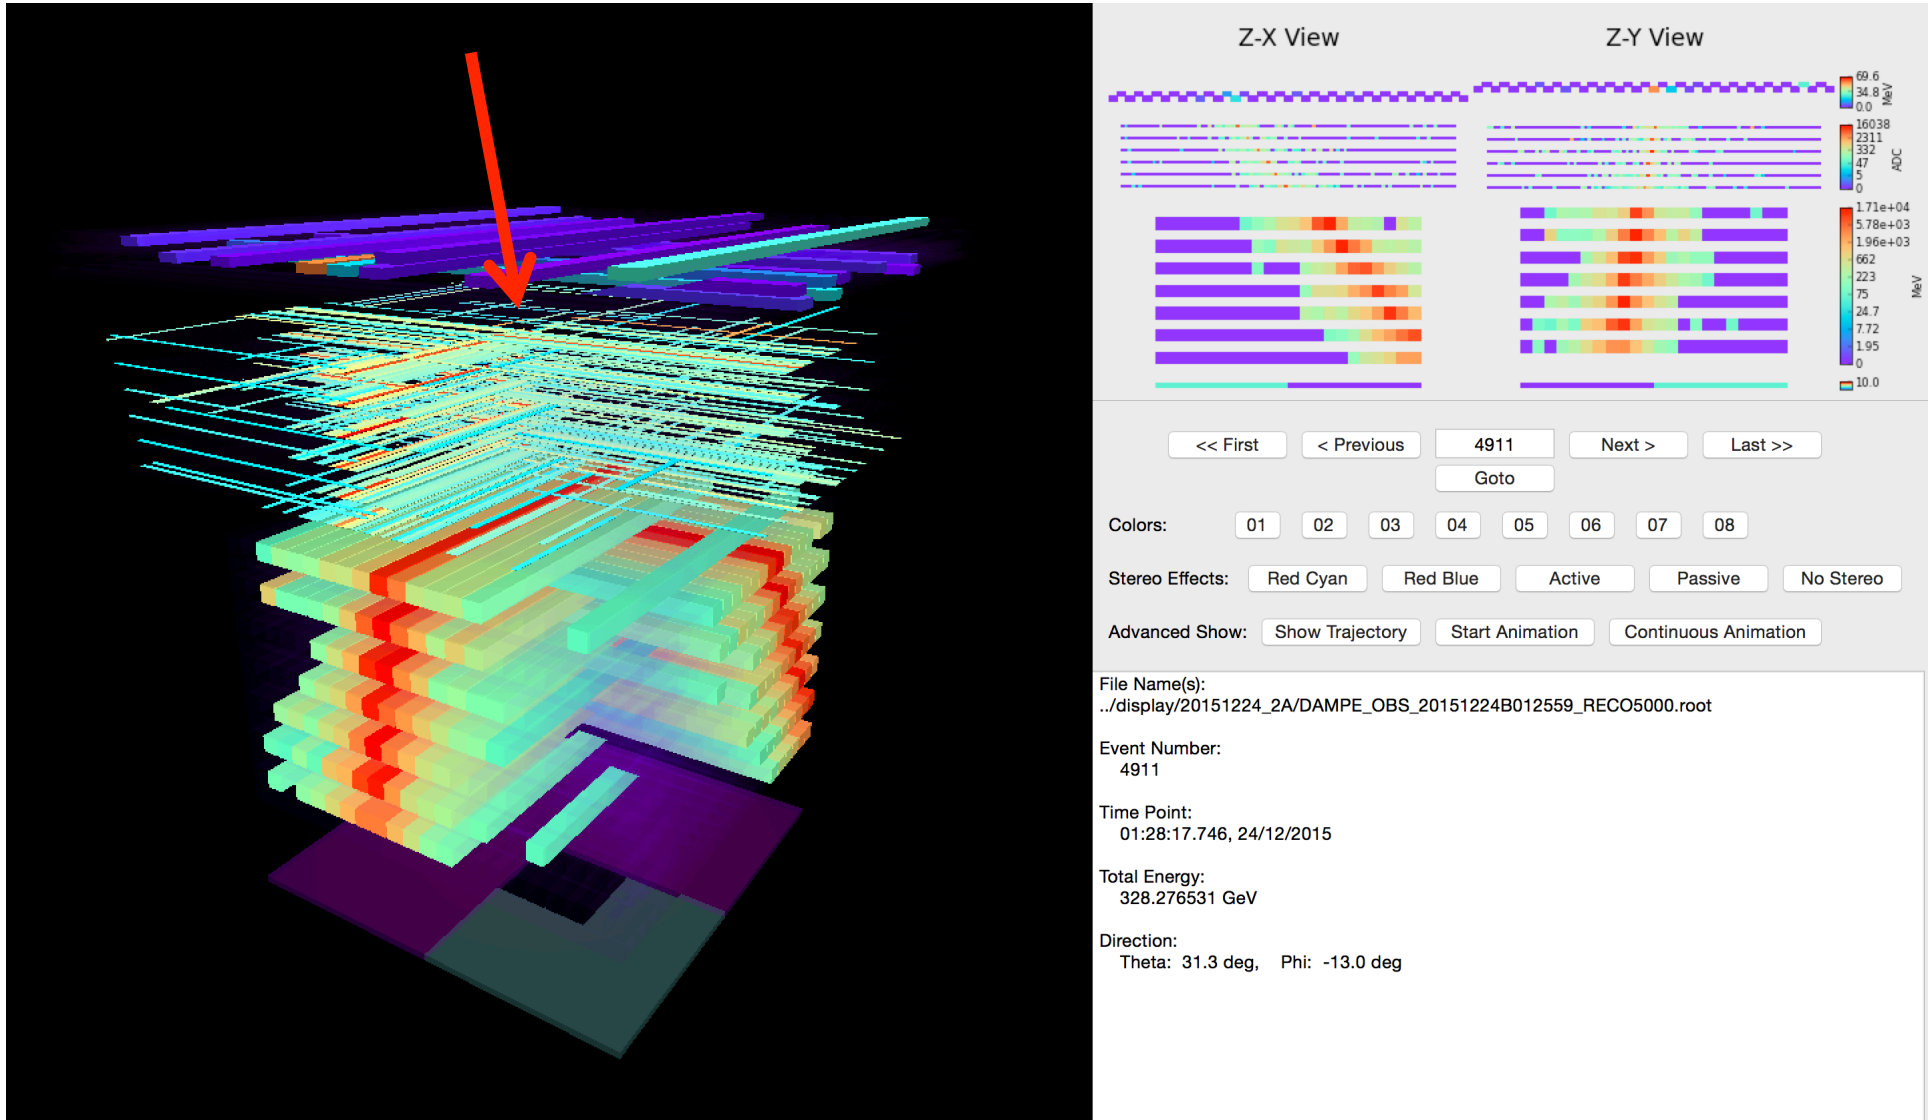 Z-X View
Z-Y View
69.6
34.8
0.0
MeV
16038
2311
332
47
5
0
ADC
1.71e+04
5.78e+03
1.96e+03
662
223
75
24.7
7.72
1.95
0
MeV
10.0
<< First
< Previous
4911
Next >
Last >>
Goto
Colors: 01 02 03 04 05 06 07 08
Stereo Effects: Red Cyan Red Blue Active Passive No Stereo
Advanced Show: Show Trajectory Start Animation Continuous Animation
File Name(s):
../display/20151224_2A/DAMPE_OBS_20151224B012559_RECO5000.root
Event Number:
4911
Time Point:
01:28:17.746, 24/12/2015
Total Energy:
328.276531 GeV
Direction:
Theta: 31.3 deg, Phi: -13.0 deg